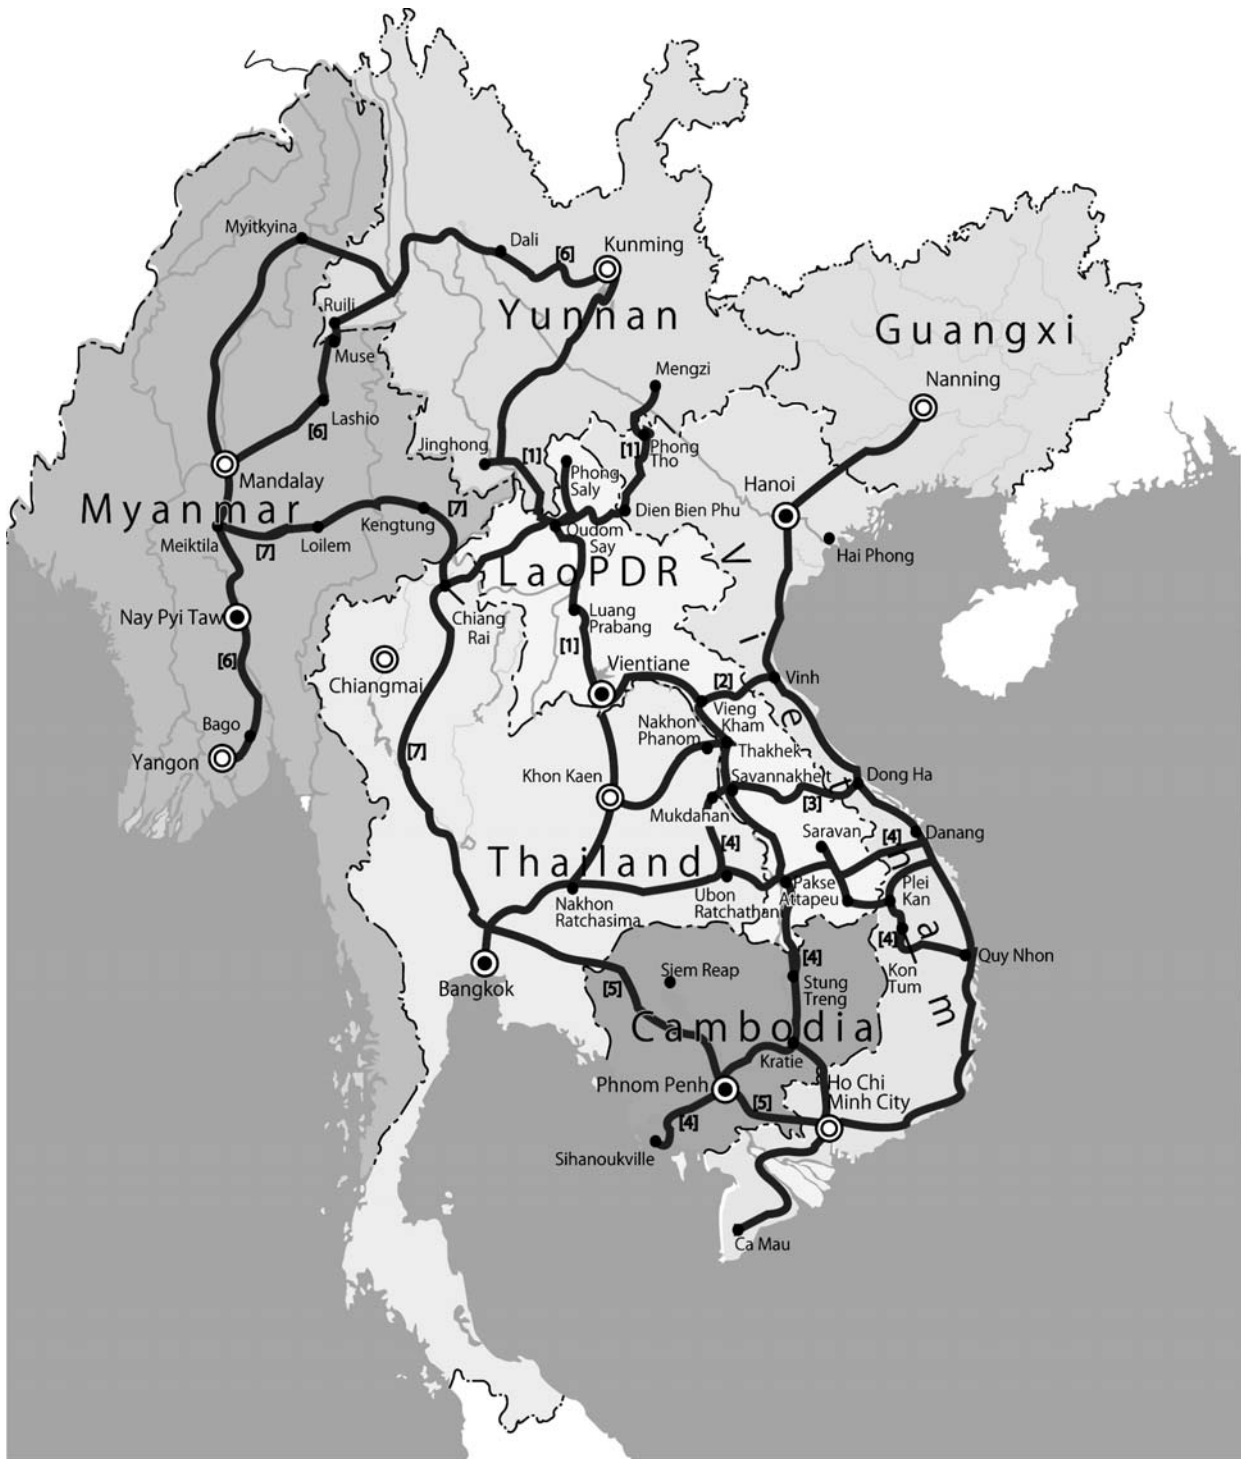 Myitkyina
Dali
[6]
Kunming
Ruili
Yunnan
Guangxi
Muse
Mengzi
Nanning
Lashio
[6]
Jinghong
[1]
[1]
Phong
Tho
Phong
Saly
Mandalay
Hanoi
Myanmar
[7]
Kengtung
Dien Bien Phu
Meiktila
[7]
Loilem
Oudom
Say
Hai Phong
LaoPDR
Vietnam
Nay Pyi Taw
Chiang
Rai
Luang
Prabang
[1]
[6]
Chiangmai
Vientiane
[2]
Vinh
Bago
Yangon
[7]
Vieng
Kham
Nakhon
Phanom
Thakhek
Khon Kaen
Savannakhet
Dong Ha
Mukdahan
[3]
Saravan
[4]
Danang
[4]
Thailand
Nakhon
Ratchasima
Ubon
Ratchathani
Pakse
Attapeu
Plei
Kan
[4]
Quy Nhon
Bangkok
[5]
Siem Reap
[4]
Stung
Treng
Kon
Tum
Cambodia
Kratie
Phnom Penh
[5]
Ho Chi
Minh City
[4]
Sihanoukville
Ca Mau